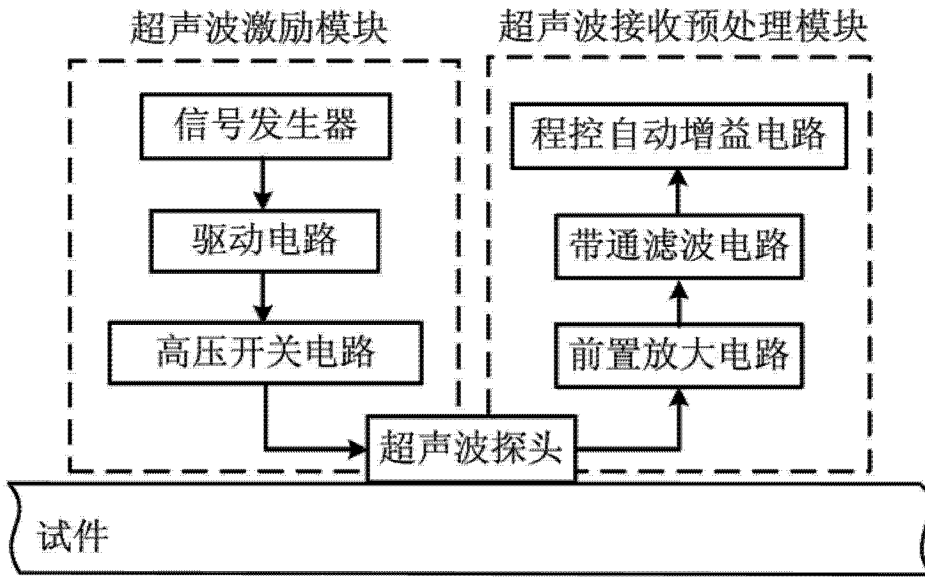 超声波激励模块
超声波接收预处理模块
信号发生器
驱动电路
高压开关电路
超声波探头
前置放大电路
带通滤波电路
程控自动增益电路
试件